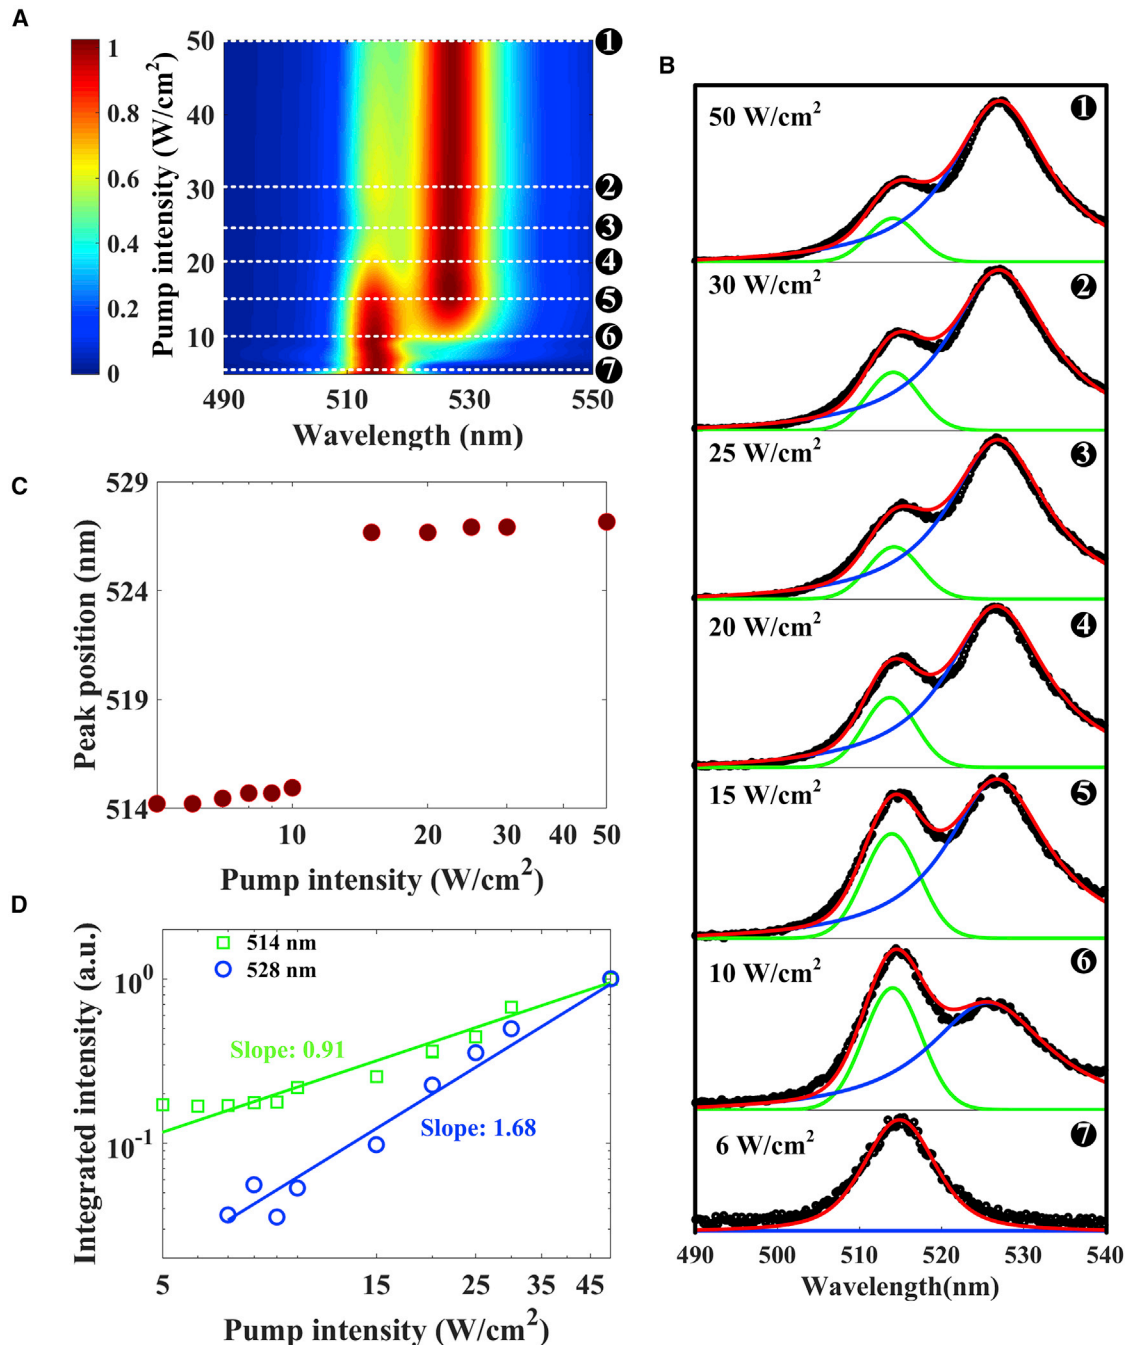 A
1
0.8
0.6
0.4
0.2
0
Pump intensity (W/cm²)
50
40
30
20
10
1
2
3
4
5
6
7
490 510 530 550
Wavelength (nm)
B
50 W/cm² 1
30 W/cm² 2
25 W/cm² 3
20 W/cm² 4
15 W/cm² 5
10 W/cm² 6
6 W/cm² 7
490 500 510 520 530 540
Wavelength(nm)
C
Peak position (nm)
529
524
519
514
10 20 30 40 50
Pump intensity (W/cm²)
D
Integrated intensity (a.u.)
10⁰
10⁻¹
514 nm
528 nm
Slope: 0.91
Slope: 1.68
5 15 25 35 45
Pump intensity (W/cm²)